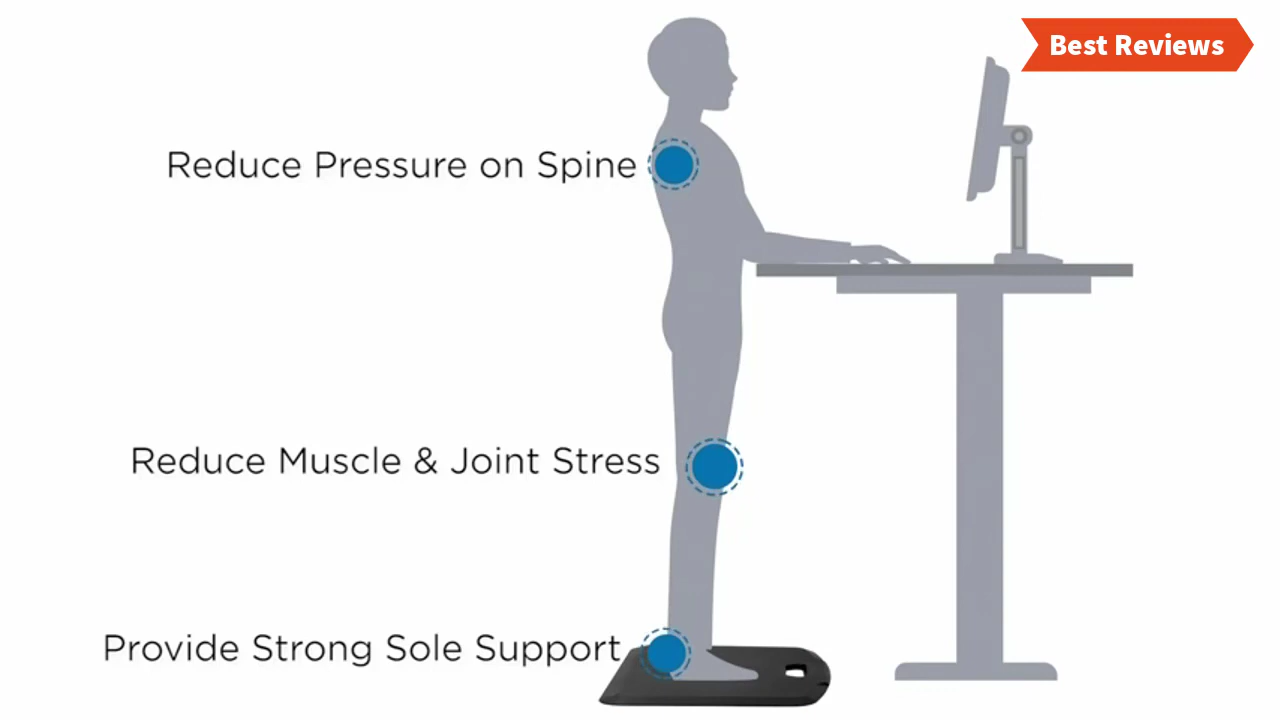 Best Reviews
Reduce Pressure on Spine
Reduce Muscle & Joint Stress
Provide Strong Sole Support